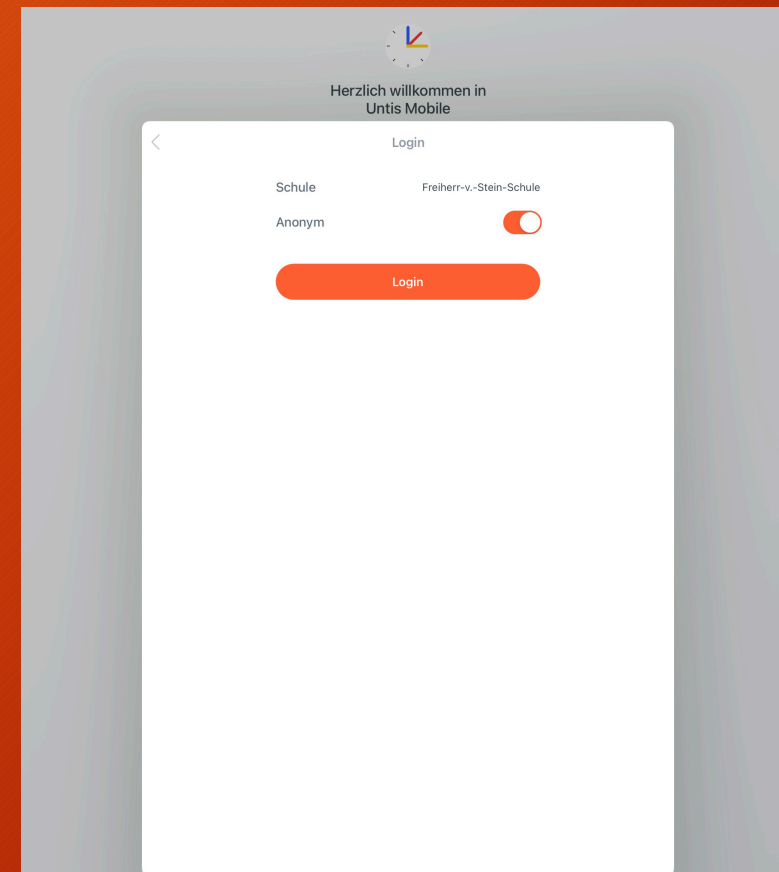 Herzlich willkommen in
Untis Mobile
Login
Schule Freiherr-v.-Stein-Schule
Anonym
Login